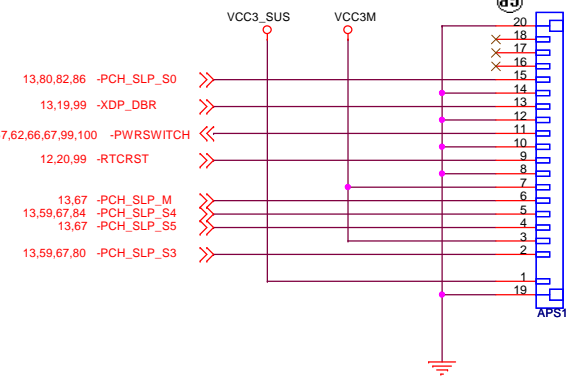 VCC3_SUS VCC3M
20
18
17
16
13,80,82,86 -PCH_SLP_S0 15
14
13,19,99 -XDP_DBR 13
12
7,62,66,67,99,100 -PWRSWITCH 11
10
12,20,99 -RTCRST 9
8
7
13,67 -PCH_SLP_M 6
13,59,67,84 -PCH_SLP_S4 5
13,67 -PCH_SLP_S5 4
3
13,59,67,80 -PCH_SLP_S3 2
1
19
APS1